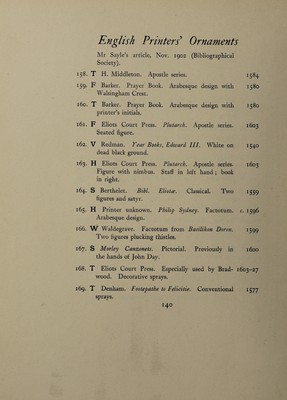 English Printers' Ornaments
Mr Sayle's article, Nov. 1902 (Bibliographical
Society).
158. T H. Middleton. Apostle series. 1584
159. F Barker. Prayer Book. Arabesque design with 1580
Walsingham Crest.
160. T Barker. Prayer Book. Arabesque design with 1580
printer's initials.
161. F Eliots Court Press. Plutarch. Apostle series. 1603
Seated figure.
162. V Redman. Year Books, Edward III. White on 1540
dead black ground.
163. H Eliots Court Press. Plutarch. Apostle series. 1603
Figure with nimbus. Staff in left hand; book
in right.
164. S Berthelet. Bibl. Eliotæ. Classical. Two 1559
figures and satyr.
165. H Printer unknown. Philip Sydney. Factotum. c. 1596
Arabesque design.
166. W Waldegrave. Factotum from Basilikon Doron. 1599
Two figures plucking thistles.
167. S Morley Canzonets. Pictorial. Previously in 1600
the hands of John Day.
168. T Eliots Court Press. Especially used by Brad- 1603-27
wood. Decorative sprays.
169. T Denham. Footepathe to Felicitie. Conventional 1577
sprays.
140